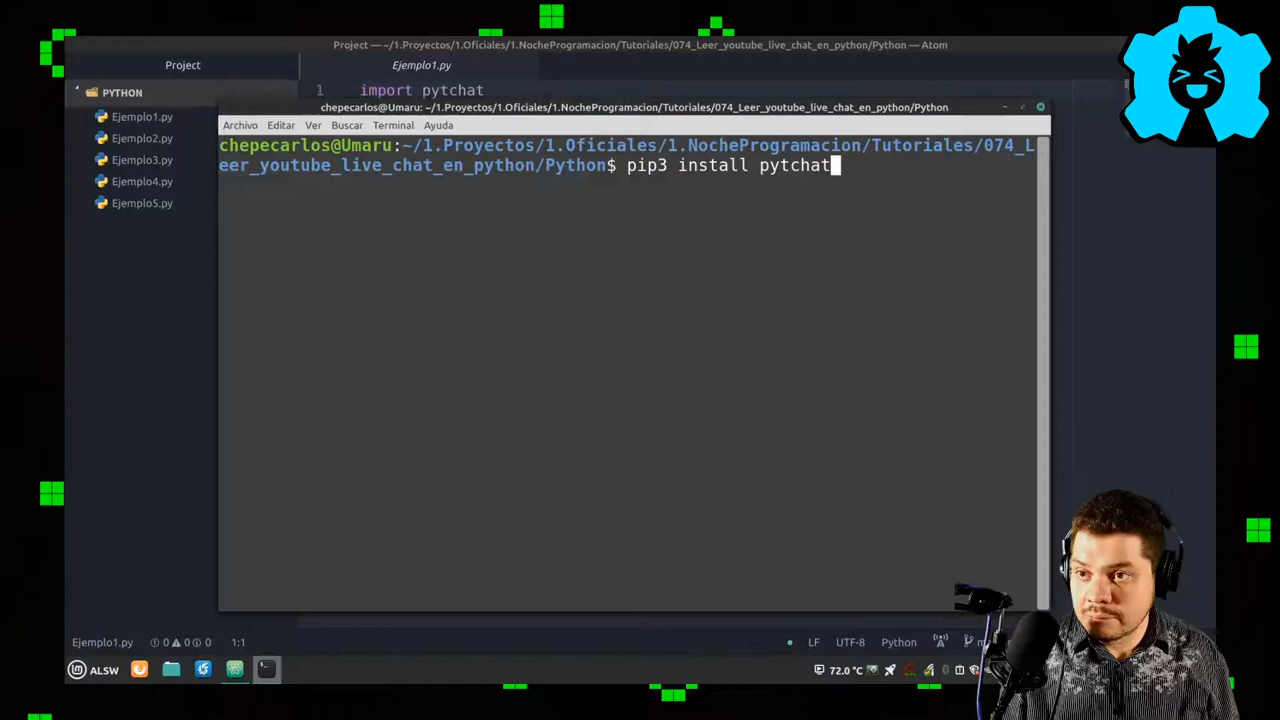 Project — ~/1.Proyectos/1.Oficiales/1.NocheProgramacion/Tutoriales/074_Leer_youtube_live_chat_en_python/Python — Atom
Project
Ejemplo1.py
PYTHON
1 import pytchat
Ejemplo1.py
Ejemplo2.py
Ejemplo3.py
Ejemplo4.py
Ejemplo5.py
chepecarlos@Umaru: ~/1.Proyectos/1.Oficiales/1.NocheProgramacion/Tutoriales/074_Leer_youtube_live_chat_en_python/Python
Archivo Editar Ver Buscar Terminal Ayuda
chepecarlos@Umaru:~/1.Proyectos/1.Oficiales/1.NocheProgramacion/Tutoriales/074_L
eer_youtube_live_chat_en_python/Python$ pip3 install pytchat
Ejemplo1.py 0 0 0 1:1 LF UTF-8 Python
ALSW 72.0 °C